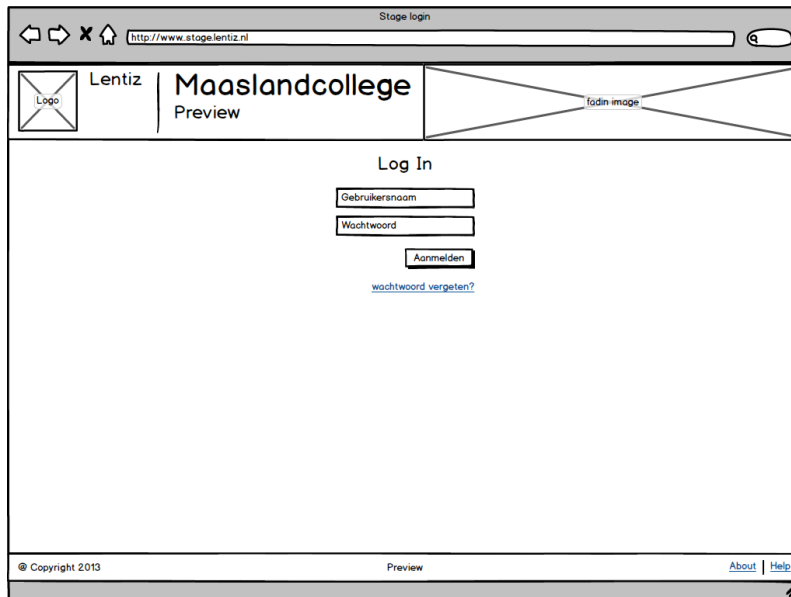 Stage login
http://www.stage.lentiz.nl
Logo
Lentiz
Maaslandcollege
Preview
fadin image
Log In
Gebruikersnaam
Wachtwoord
Aanmelden
wachtwoord vergeten?
@ Copyright 2013
Preview
About | Help